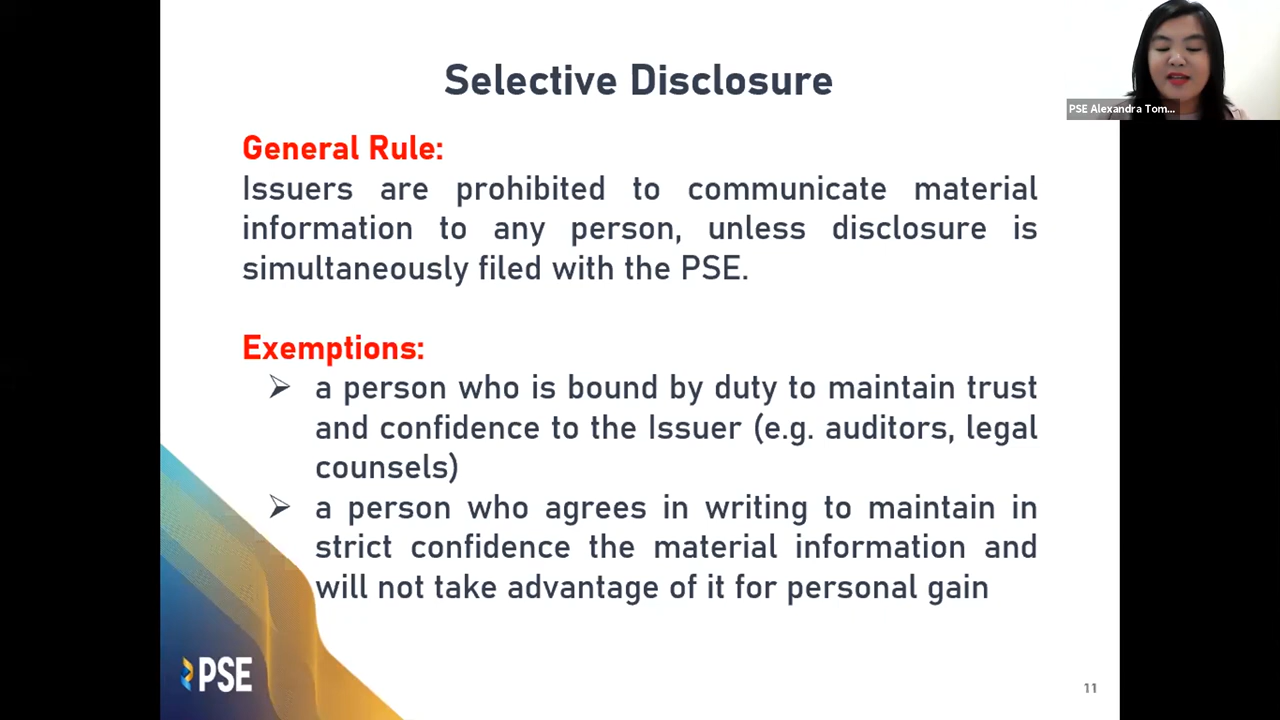 Selective Disclosure
PSE Alexandra Tom...
General Rule:
Issuers are prohibited to communicate material
information to any person, unless disclosure is
simultaneously filed with the PSE.
Exemptions:
➢ a person who is bound by duty to maintain trust
and confidence to the Issuer (e.g. auditors, legal
counsels)
➢ a person who agrees in writing to maintain in
strict confidence the material information and
will not take advantage of it for personal gain
PSE
11